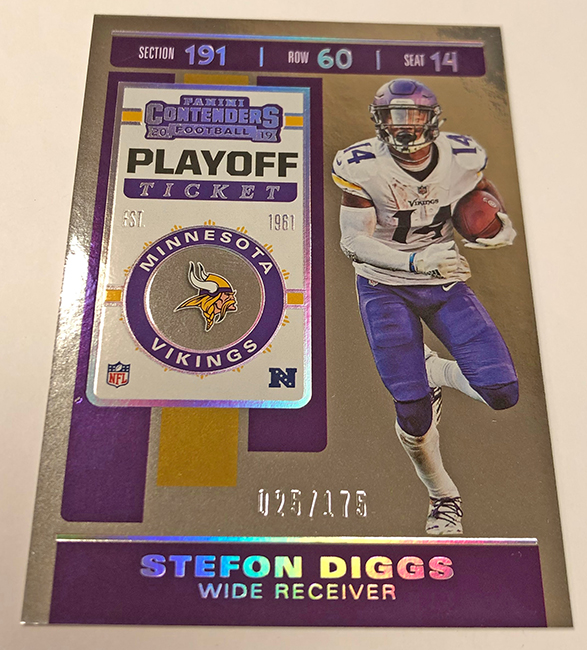 SECTION 191 | ROW 60 | SEAT 14
PANINI
CONTENDERS
20 FOOTBALL 19
PLAYOFF
TICKET
EST. 1961
MINNESOTA
VIKINGS
NFL
14
14
VIKINGS
14
025/175
STEFON DIGGS
WIDE RECEIVER